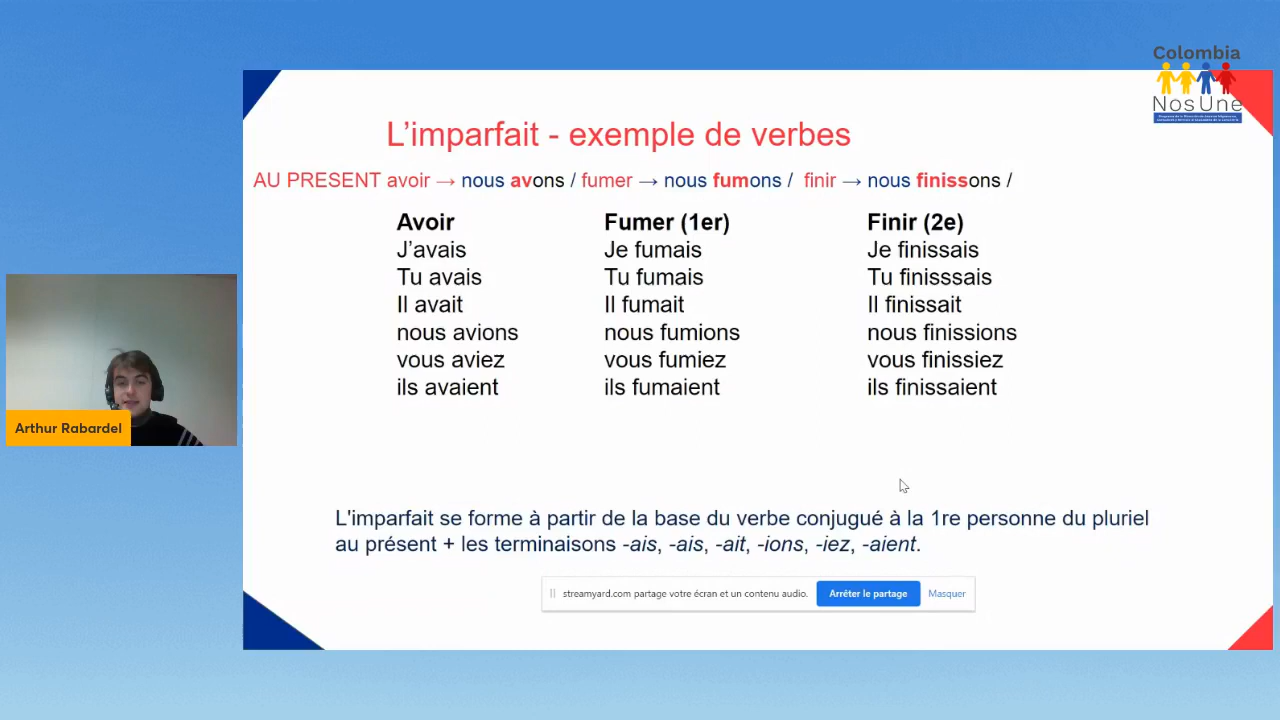 Colombia
NosUne
L'imparfait - exemple de verbes
AU PRESENT avoir → nous avons / fumer → nous fumons / finir → nous finissons /
Avoir
J'avais
Tu avais
Il avait
nous avions
vous aviez
ils avaient
Fumer (1er)
Je fumais
Tu fumais
Il fumait
nous fumions
vous fumiez
ils fumaient
Finir (2e)
Je finissais
Tu finisssais
Il finissait
nous finissions
vous finissiez
ils finissaient
Arthur Rabardel
L'imparfait se forme à partir de la base du verbe conjugué à la 1re personne du pluriel
au présent + les terminaisons -ais, -ais, -ait, -ions, -iez, -aient.
streamyard.com partage votre écran et un contenu audio. Arrêter le partage Masquer